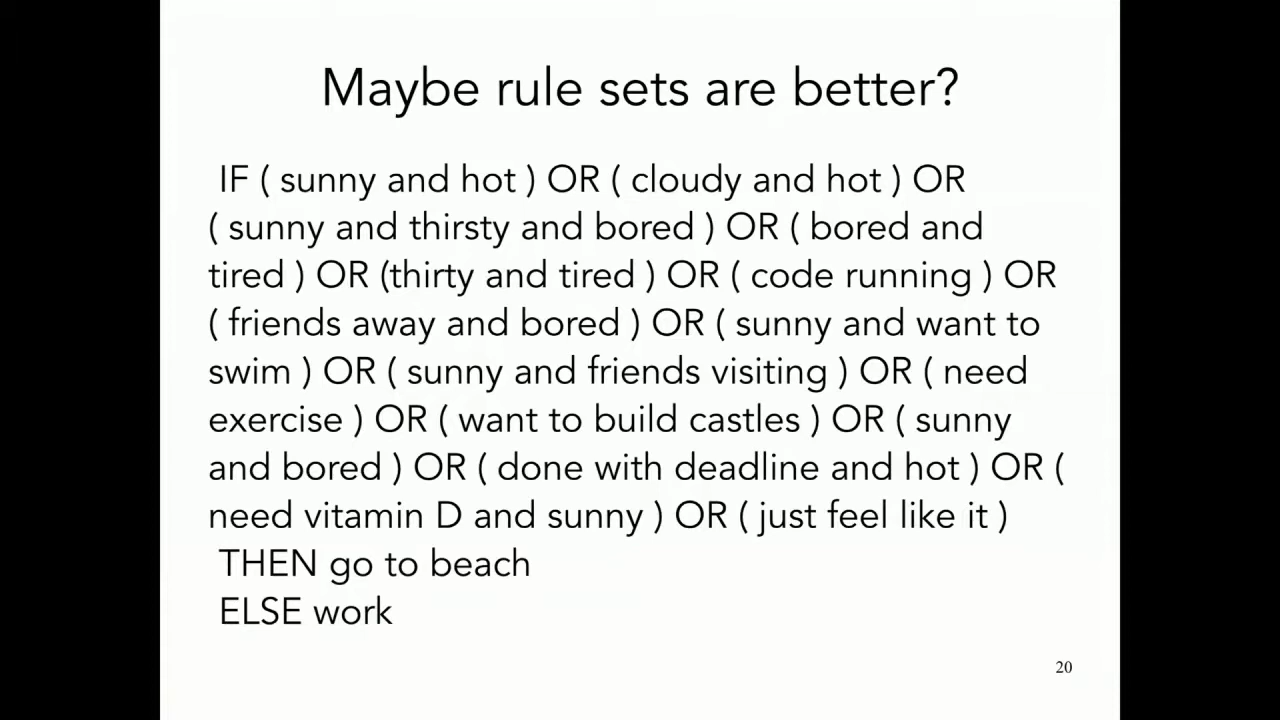 Maybe rule sets are better?
IF ( sunny and hot ) OR ( cloudy and hot ) OR
( sunny and thirsty and bored ) OR ( bored and
tired ) OR (thirty and tired ) OR ( code running ) OR
( friends away and bored ) OR ( sunny and want to
swim ) OR ( sunny and friends visiting ) OR ( need
exercise ) OR ( want to build castles ) OR ( sunny
and bored ) OR ( done with deadline and hot ) OR (
need vitamin D and sunny ) OR ( just feel like it )
THEN go to beach
ELSE work
20